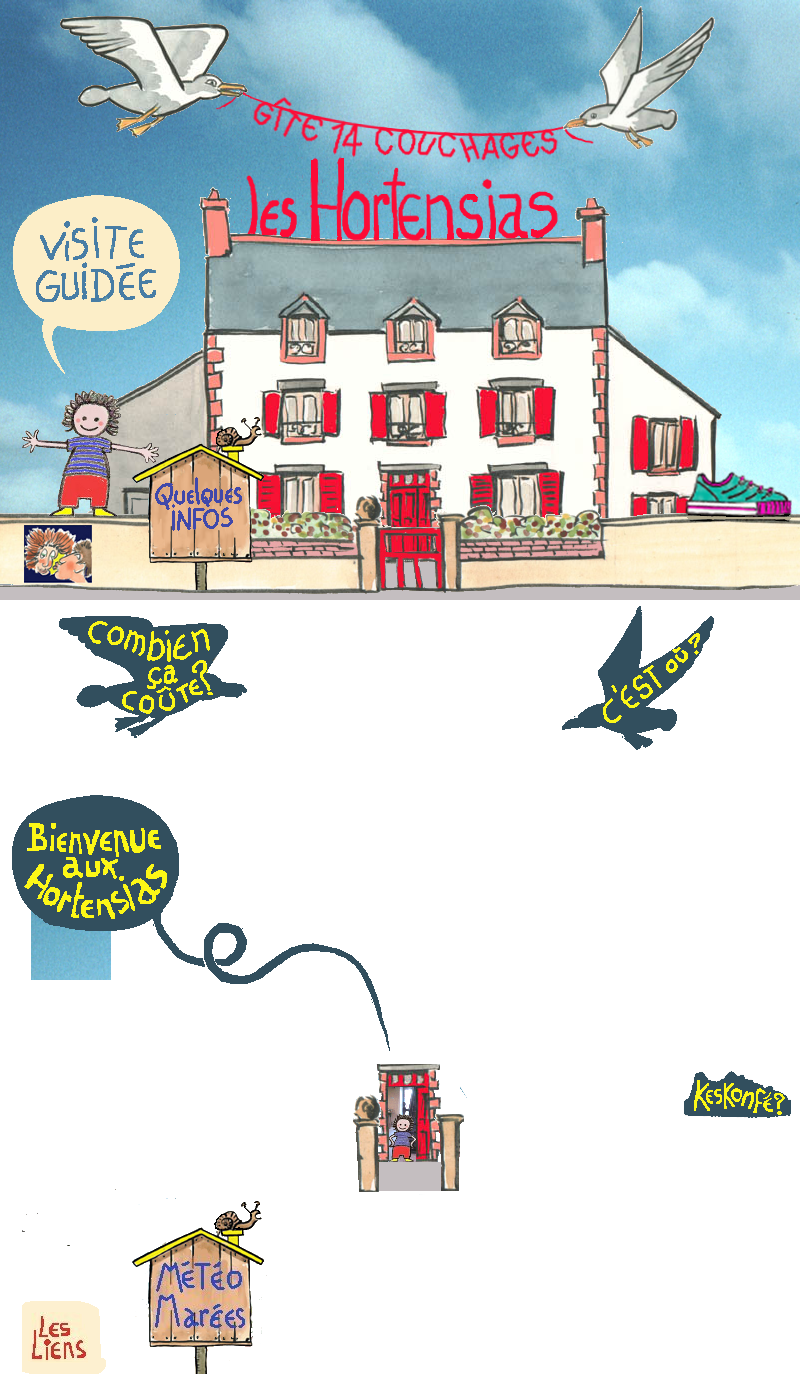 GÎTE 14 COUCHAGES
les Hortensias
VISITE
GUIDÉE
QUELQUES
INFOS
COMBIEN
ça
COÛTE?
C'EST OÙ?
BIENVENUE
aux
HORTENSIAS
KESKONFÉ?
MÉTÉO
MARÉES
LES
LIENS